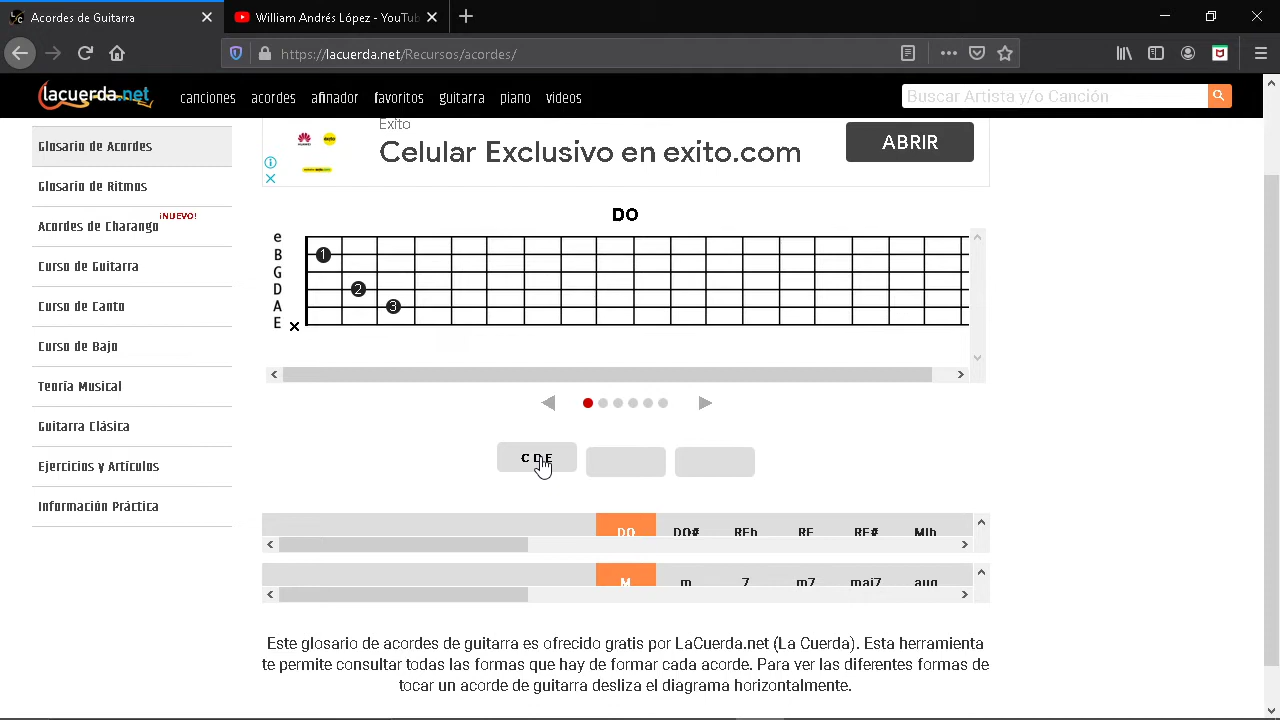 Acordes de Guitarra
William Andrés López - YouTub
https://lacuerda.net/Recursos/acordes/
lacuerda.net
canciones acordes afinador favoritos guitarra piano videos
Buscar Artista y/o Canción
Glosario de Acordes
Glosario de Ritmos
¡NUEVO!
Acordes de Charango
Curso de Guitarra
Curso de Canto
Curso de Bajo
Teoría Musical
Guitarra Clásica
Ejercicios y Artículos
Información Práctica
Exito
Celular Exclusivo en exito.com
ABRIR
DO
e
B
G
D
A
E
x
1
2
3
C D E
DO DO# REb RE RE# MIb
M m 7 m7 maj7 aug
Este glosario de acordes de guitarra es ofrecido gratis por LaCuerda.net (La Cuerda). Esta herramienta
te permite consultar todas las formas que hay de formar cada acorde. Para ver las diferentes formas de
tocar un acorde de guitarra desliza el diagrama horizontalmente.